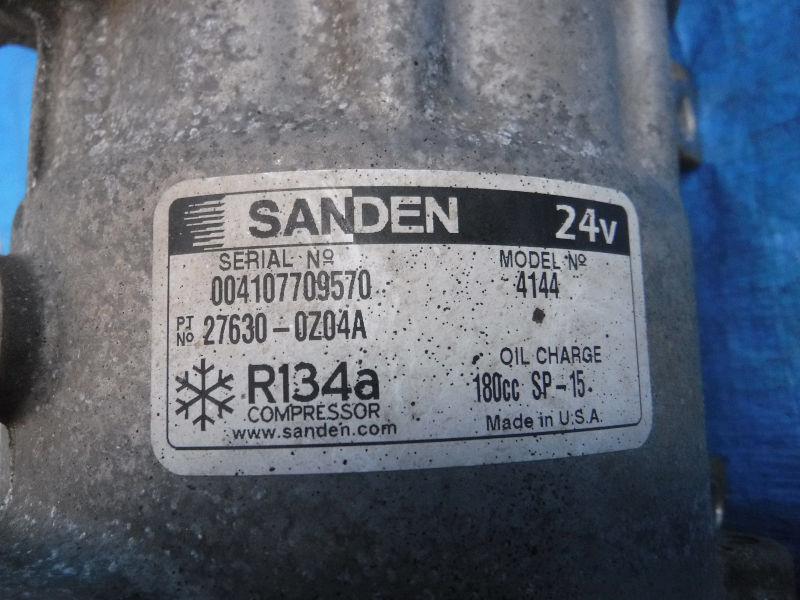 SANDEN 24v
SERIAL Nº MODEL Nº
004107709570 4144
PT Nº 27630-0Z04A
R134a OIL CHARGE
COMPRESSOR 180cc SP-15
www.sanden.com Made in U.S.A.